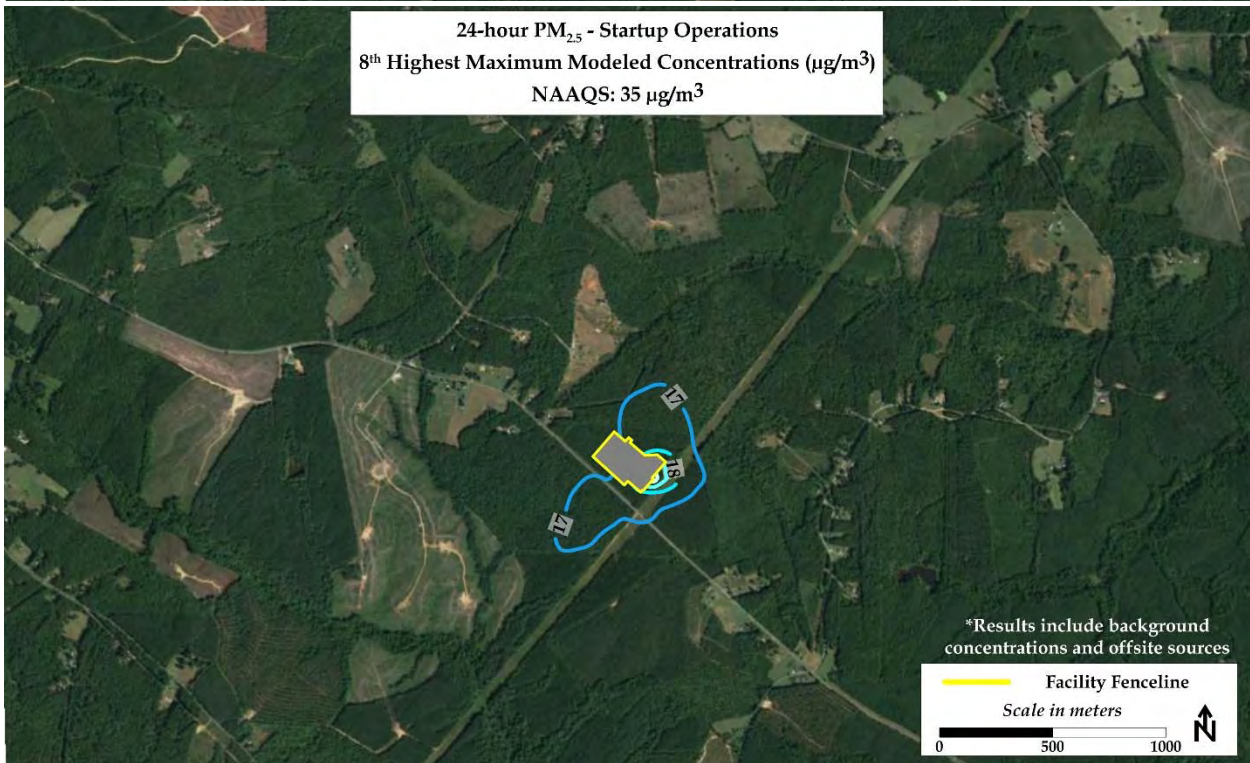 24-hour PM2.5 - Startup Operations
8th Highest Maximum Modeled Concentrations (µg/m3)
NAAQS: 35 µg/m3
17
18
17
*Results include background
concentrations and offsite sources
Facility Fenceline
Scale in meters
0 500 1000
N